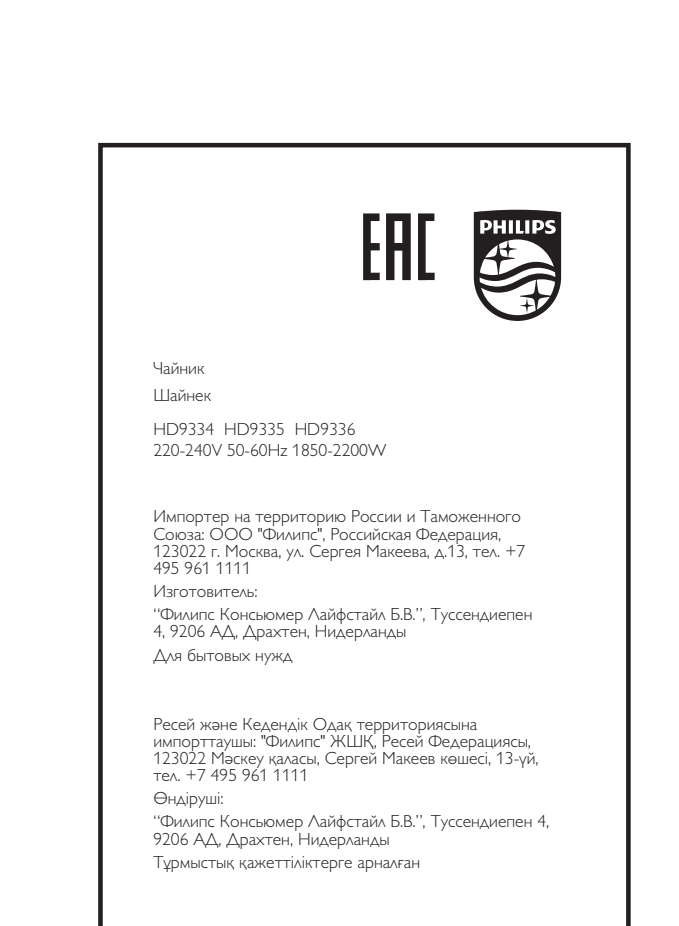 EAC
PHILIPS
Чайник
Шайнек
HD9334 HD9335 HD9336
220-240V 50-60Hz 1850-2200W
Импортер на территорию России и Таможенного
Союза: ООО "Филипс", Российская Федерация,
123022 г. Москва, ул. Сергея Макеева, д.13, тел. +7
495 961 1111
Изготовитель:
“Филипс Консьюмер Лайфстайл Б.В.”, Туссендиепен
4, 9206 АД, Драхтен, Нидерланды
Для бытовых нужд
Ресей және Кедендік Одақ территориясына
импорттаушы: "Филипс" ЖШҚ, Ресей Федерациясы,
123022 Мәскеу қаласы, Сергей Макеев көшесі, 13-үй,
тел. +7 495 961 1111
Өндіруші:
“Филипс Консьюмер Лайфстайл Б.В.”, Туссендиепен 4,
9206 АД, Драхтен, Нидерланды
Тұрмыстық қажеттіліктерге арналған